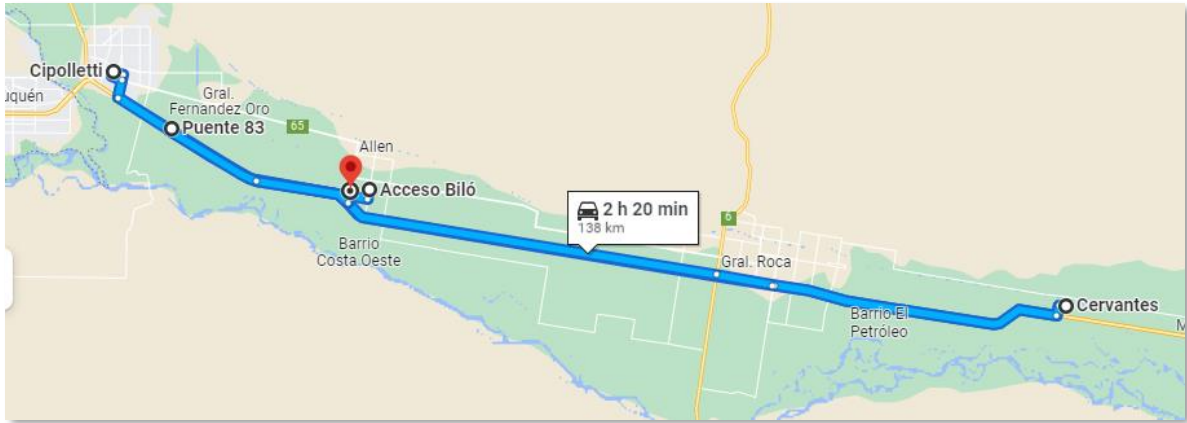 Cipolletti
uquén
Gral.
Fernandez Oro
Puente 83
65
Allen
Acceso Biló
2 h 20 min
138 km
6
Barrio
Costa Oeste
Gral. Roca
Cervantes
Barrio El
Petróleo
M